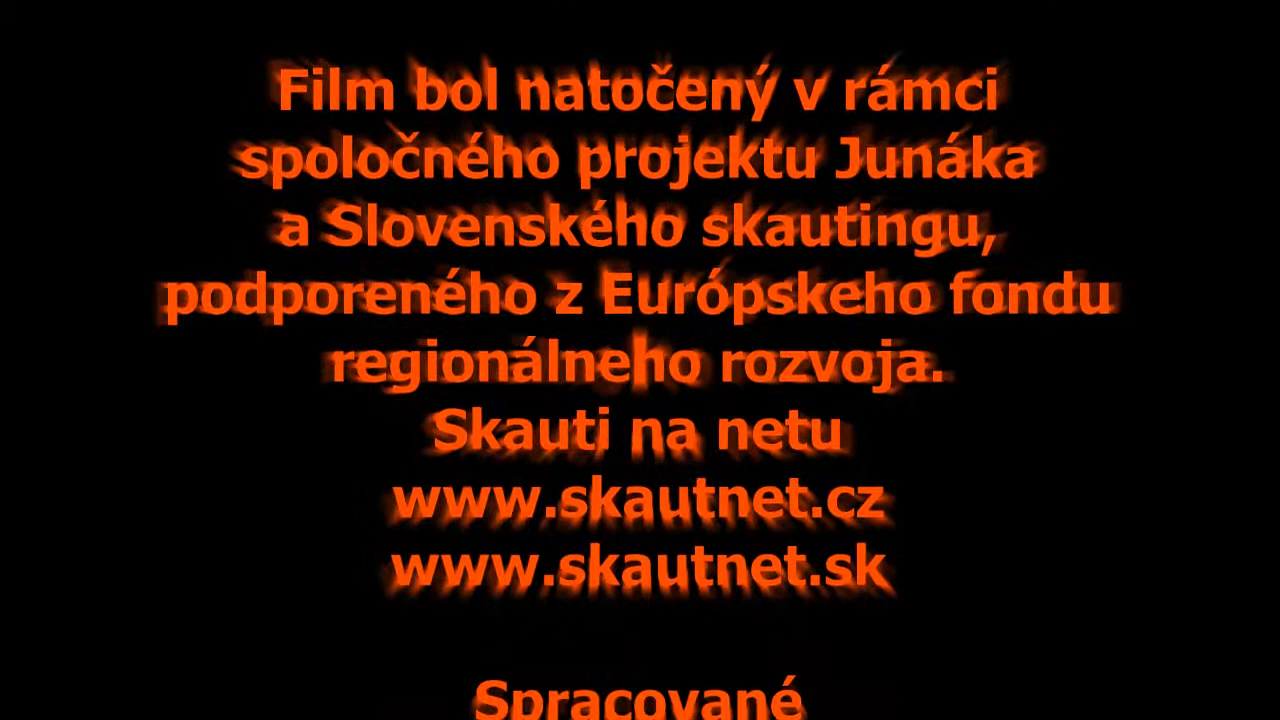 Film bol natočený v rámci
spoločného projektu Junáka
a Slovenského skautingu,
podporeného z Európskeho fondu
regionálneho rozvoja.
Skauti na netu
www.skautnet.cz
www.skautnet.sk
Spracované